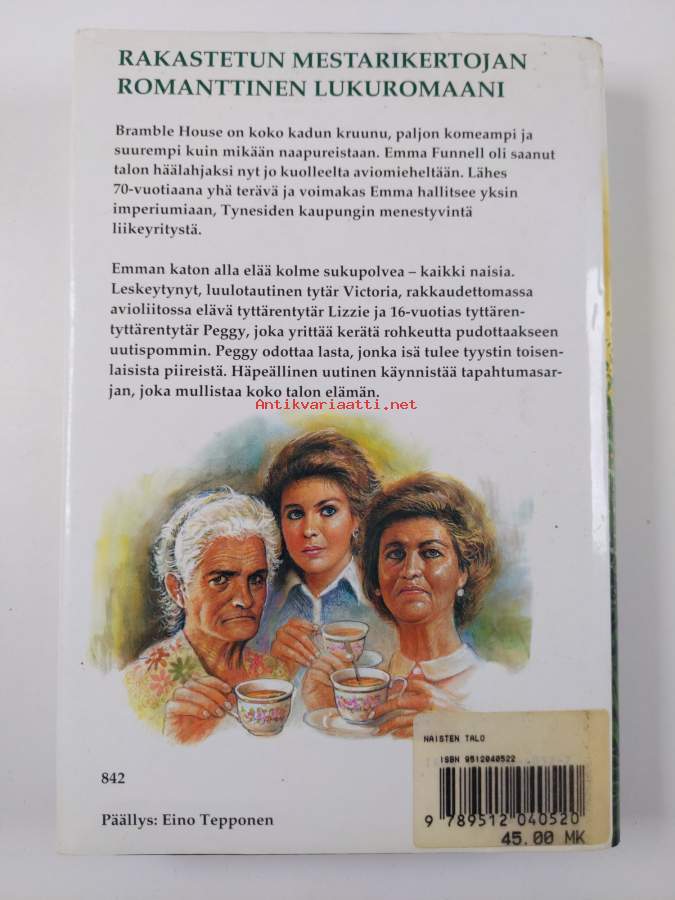 RAKASTETUN MESTARIKERTOJAN
ROMANTTINEN LUKUROMAANI
Bramble House on koko kadun kruunu, paljon komeampi ja
suurempi kuin mikään naapureistaan. Emma Funnell oli saanut
talon häälahjaksi nyt jo kuolleelta aviomieheltään. Lähes
70-vuotiaana yhä terävä ja voimakas Emma hallitsee yksin
imperiumiaan, Tynesiden kaupungin menestyvintä
liikeyritystä.
Emman katon alla elää kolme sukupolvea – kaikki naisia.
Leskeytynyt, luulotautinen tytär Victoria, rakkaudettomassa
avioliitossa elävä tyttärentytär Lizzie ja 16-vuotias tyttären-
tyttärentytär Peggy, joka yrittää kerätä rohkeutta pudottaakseen
uutispommin. Peggy odottaa lasta, jonka isä tulee tyystin toisen-
laisista piireistä. Häpeällinen uutinen käynnistää tapahtumasar-
jan, joka mullistaa koko talon elämän.
Antikvariaatti.net
NAISTEN TALO
ISBN 9512040522
9 789512 040520
45.00 MK
842
Päällys: Eino Tepponen